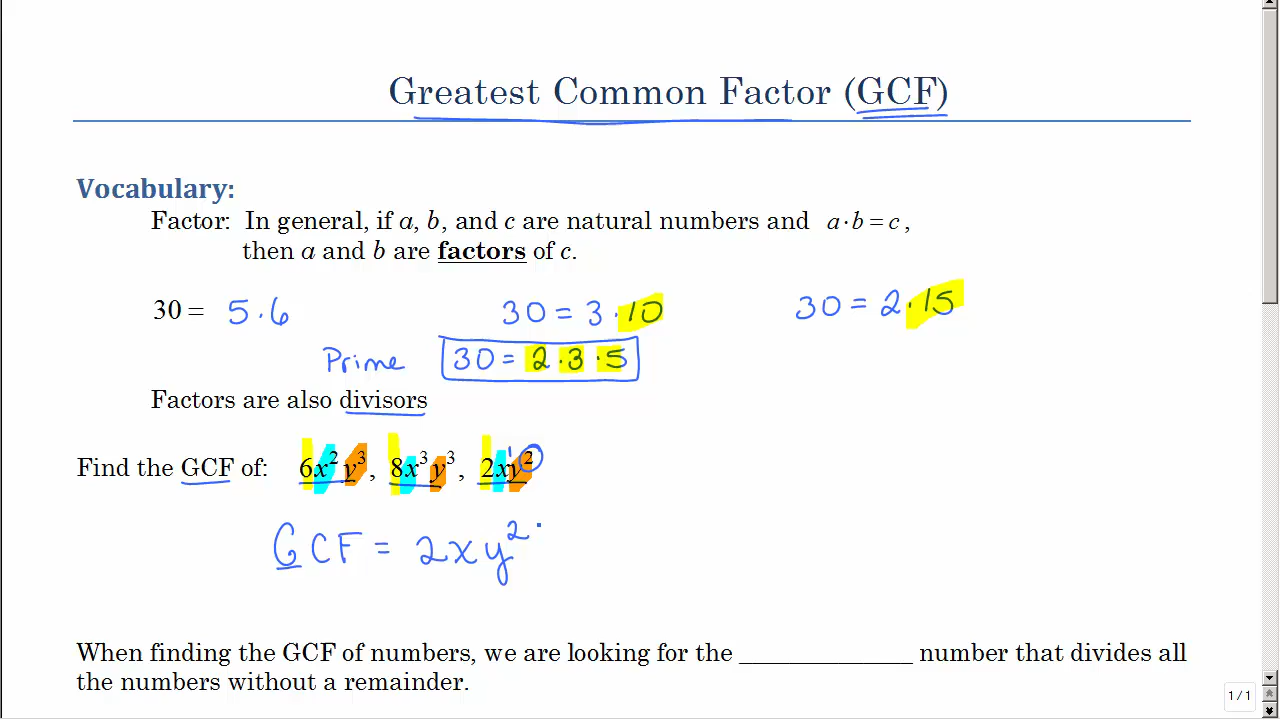 Greatest Common Factor (GCF)
Vocabulary:
Factor: In general, if a, b, and c are natural numbers and a·b = c,
then a and b are factors of c.
30 = 5·6 30 = 3·10 30 = 2·15
Prime 30 = 2·3·5
Factors are also divisors
Find the GCF of: 6x²y³, 8x³y³, 2x¹y²
GCF = 2xy²
When finding the GCF of numbers, we are looking for the _____________ number that divides all
the numbers without a remainder.
1/1